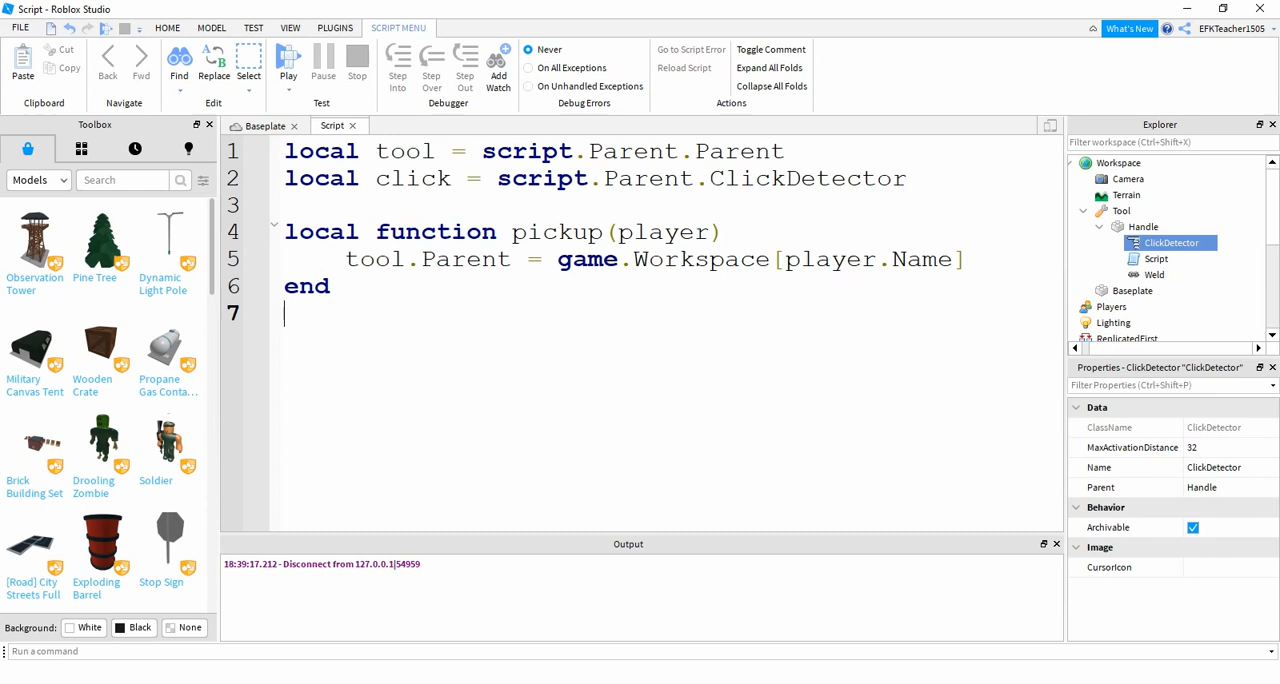 Script - Roblox Studio
FILE HOME MODEL TEST VIEW PLUGINS SCRIPT MENU What's New EFKTeacher1505
Paste Cut Copy Back Fwd Find Replace Select Play Pause Stop Step Into Step Over Step Out Add Watch
Never
On All Exceptions
On Unhandled Exceptions
Go to Script Error
Reload Script
Toggle Comment
Expand All Folds
Collapse All Folds
Clipboard Navigate Edit Test Debugger Debug Errors Actions
Toolbox
Models Search
Observation Tower
Pine Tree
Dynamic Light Pole
Military Canvas Tent
Wooden Crate
Propane Gas Conta...
Brick Building Set
Drooling Zombie
Soldier
[Road] City Streets Full
Exploding Barrel
Stop Sign
Background: White Black None
Baseplate Script
1 local tool = script.Parent.Parent
2 local click = script.Parent.ClickDetector
3
4 local function pickup(player)
5 tool.Parent = game.Workspace[player.Name]
6 end
7
Output
18:39:17.212 - Disconnect from 127.0.0.1|54959
Explorer
Filter workspace (Ctrl+Shift+X)
Workspace
Camera
Terrain
Tool
Handle
ClickDetector
Script
Weld
Baseplate
Players
Lighting
ReplicatedFirst
Properties - ClickDetector "ClickDetector"
Filter Properties (Ctrl+Shift+P)
Data
ClassName ClickDetector
MaxActivationDistance 32
Name ClickDetector
Parent Handle
Behavior
Archivable
Image
CursorIcon
Run a command